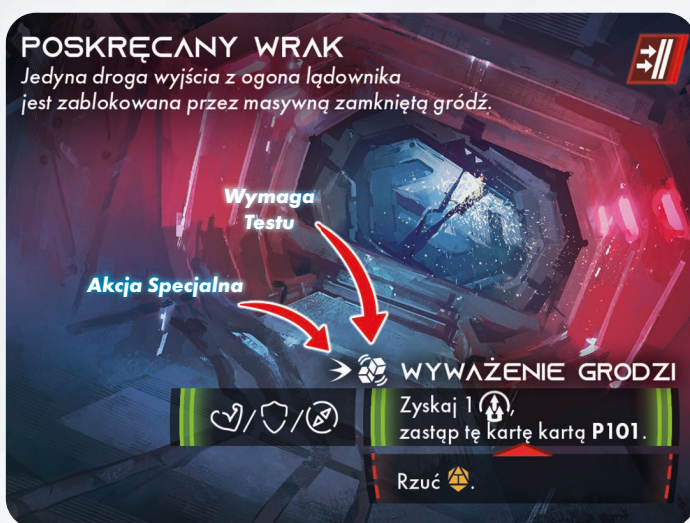 POSKRĘCANY WRAK
Jedyna droga wyjścia z ogona lądownika
jest zablokowana przez masywną zamkniętą gródź.
Wymaga
Testu
Akcja Specjalna
WYWAŻENIE GRODZI
/ /
Zyskaj 1 ,
zastąp tę kartę kartą P101.
Rzuć .